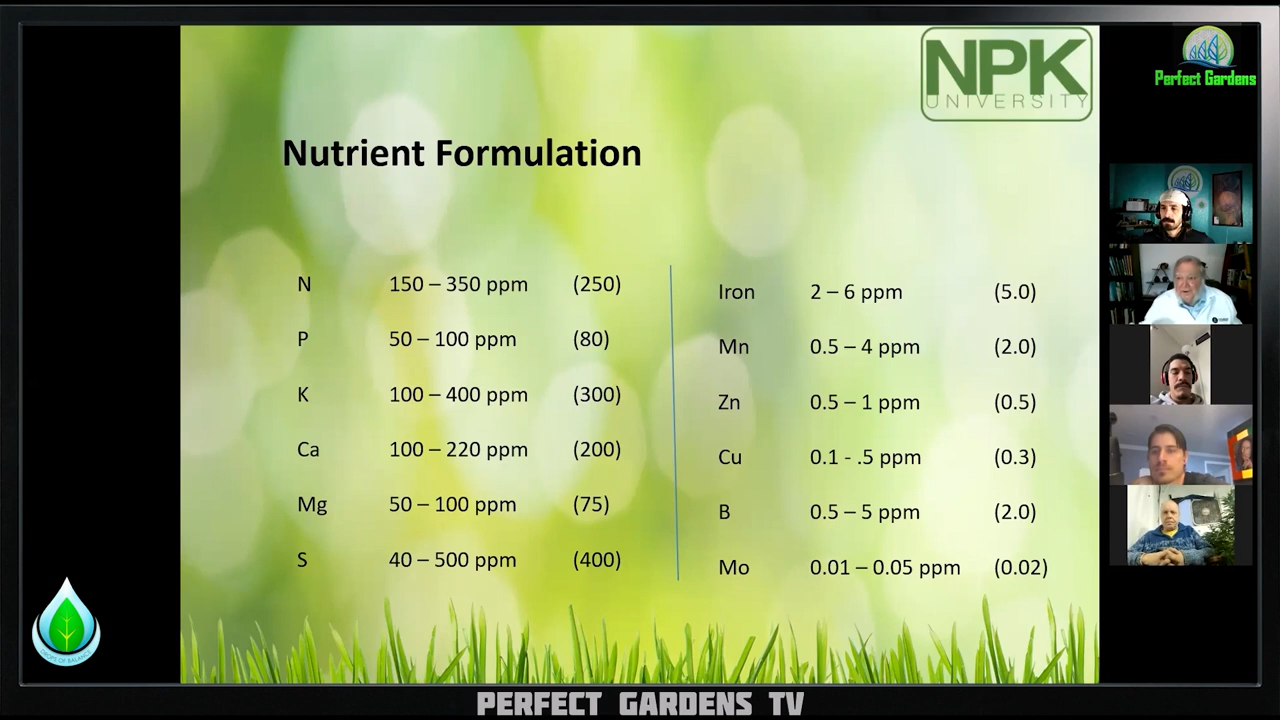 NPK
UNIVERSITY
Perfect Gardens
Nutrient Formulation
N 150 – 350 ppm (250)
P 50 – 100 ppm (80)
K 100 – 400 ppm (300)
Ca 100 – 220 ppm (200)
Mg 50 – 100 ppm (75)
S 40 – 500 ppm (400)
Iron 2 – 6 ppm (5.0)
Mn 0.5 – 4 ppm (2.0)
Zn 0.5 – 1 ppm (0.5)
Cu 0.1 - .5 ppm (0.3)
B 0.5 – 5 ppm (2.0)
Mo 0.01 – 0.05 ppm (0.02)
DROPS OF BALANCE
PERFECT GARDENS TV